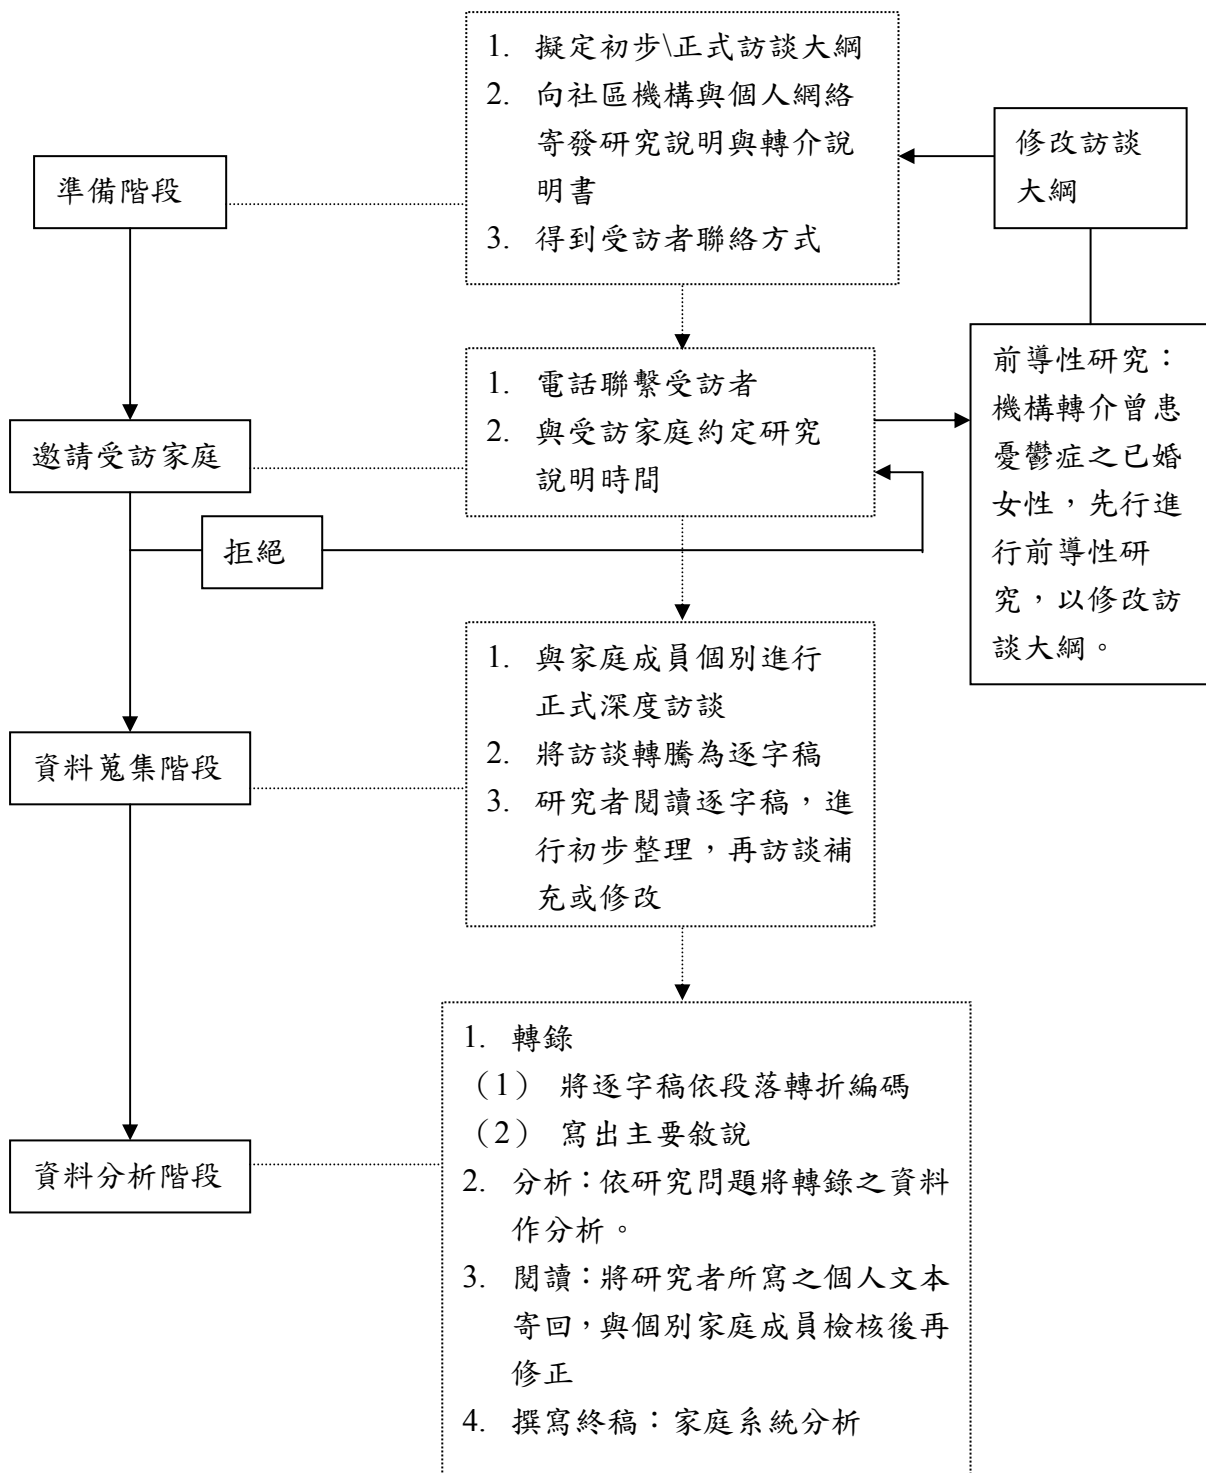 1. 擬定初步\正式訪談大綱
2. 向社區機構與個人網絡
寄發研究說明與轉介說
明書
3. 得到受訪者聯絡方式
修改訪談
大綱
準備階段
1. 電話聯繫受訪者
2. 與受訪家庭約定研究
說明時間
前導性研究：
機構轉介曾患
憂鬱症之已婚
女性，先行進
行前導性研
究，以修改訪
談大綱。
邀請受訪家庭
拒絕
1. 與家庭成員個別進行
正式深度訪談
2. 將訪談轉騰為逐字稿
3. 研究者閱讀逐字稿，進
行初步整理，再訪談補
充或修改
資料蒐集階段
1. 轉錄
（1） 將逐字稿依段落轉折編碼
（2） 寫出主要敘說
2. 分析：依研究問題將轉錄之資料
作分析。
3. 閱讀：將研究者所寫之個人文本
寄回，與個別家庭成員檢核後再
修正
4. 撰寫終稿：家庭系統分析
資料分析階段